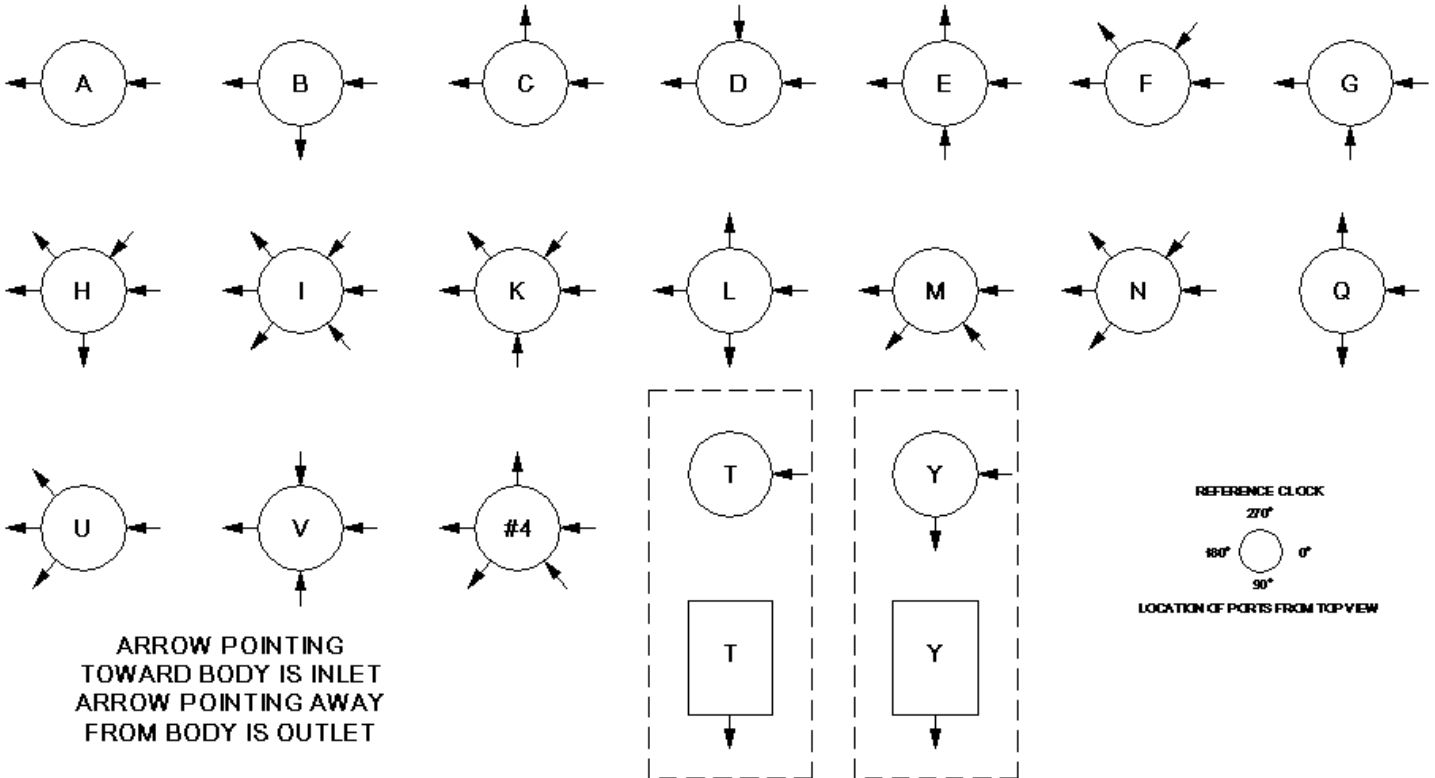 A
B
C
D
E
F
G
H
I
K
L
M
N
Q
U
V
#4
T
Y
T
Y
REFERENCE CLOCK
270°
180° 0°
90°
LOCATION OF PORTS FROM TOP VIEW
ARROW POINTING
TOWARD BODY IS INLET
ARROW POINTING AWAY
FROM BODY IS OUTLET